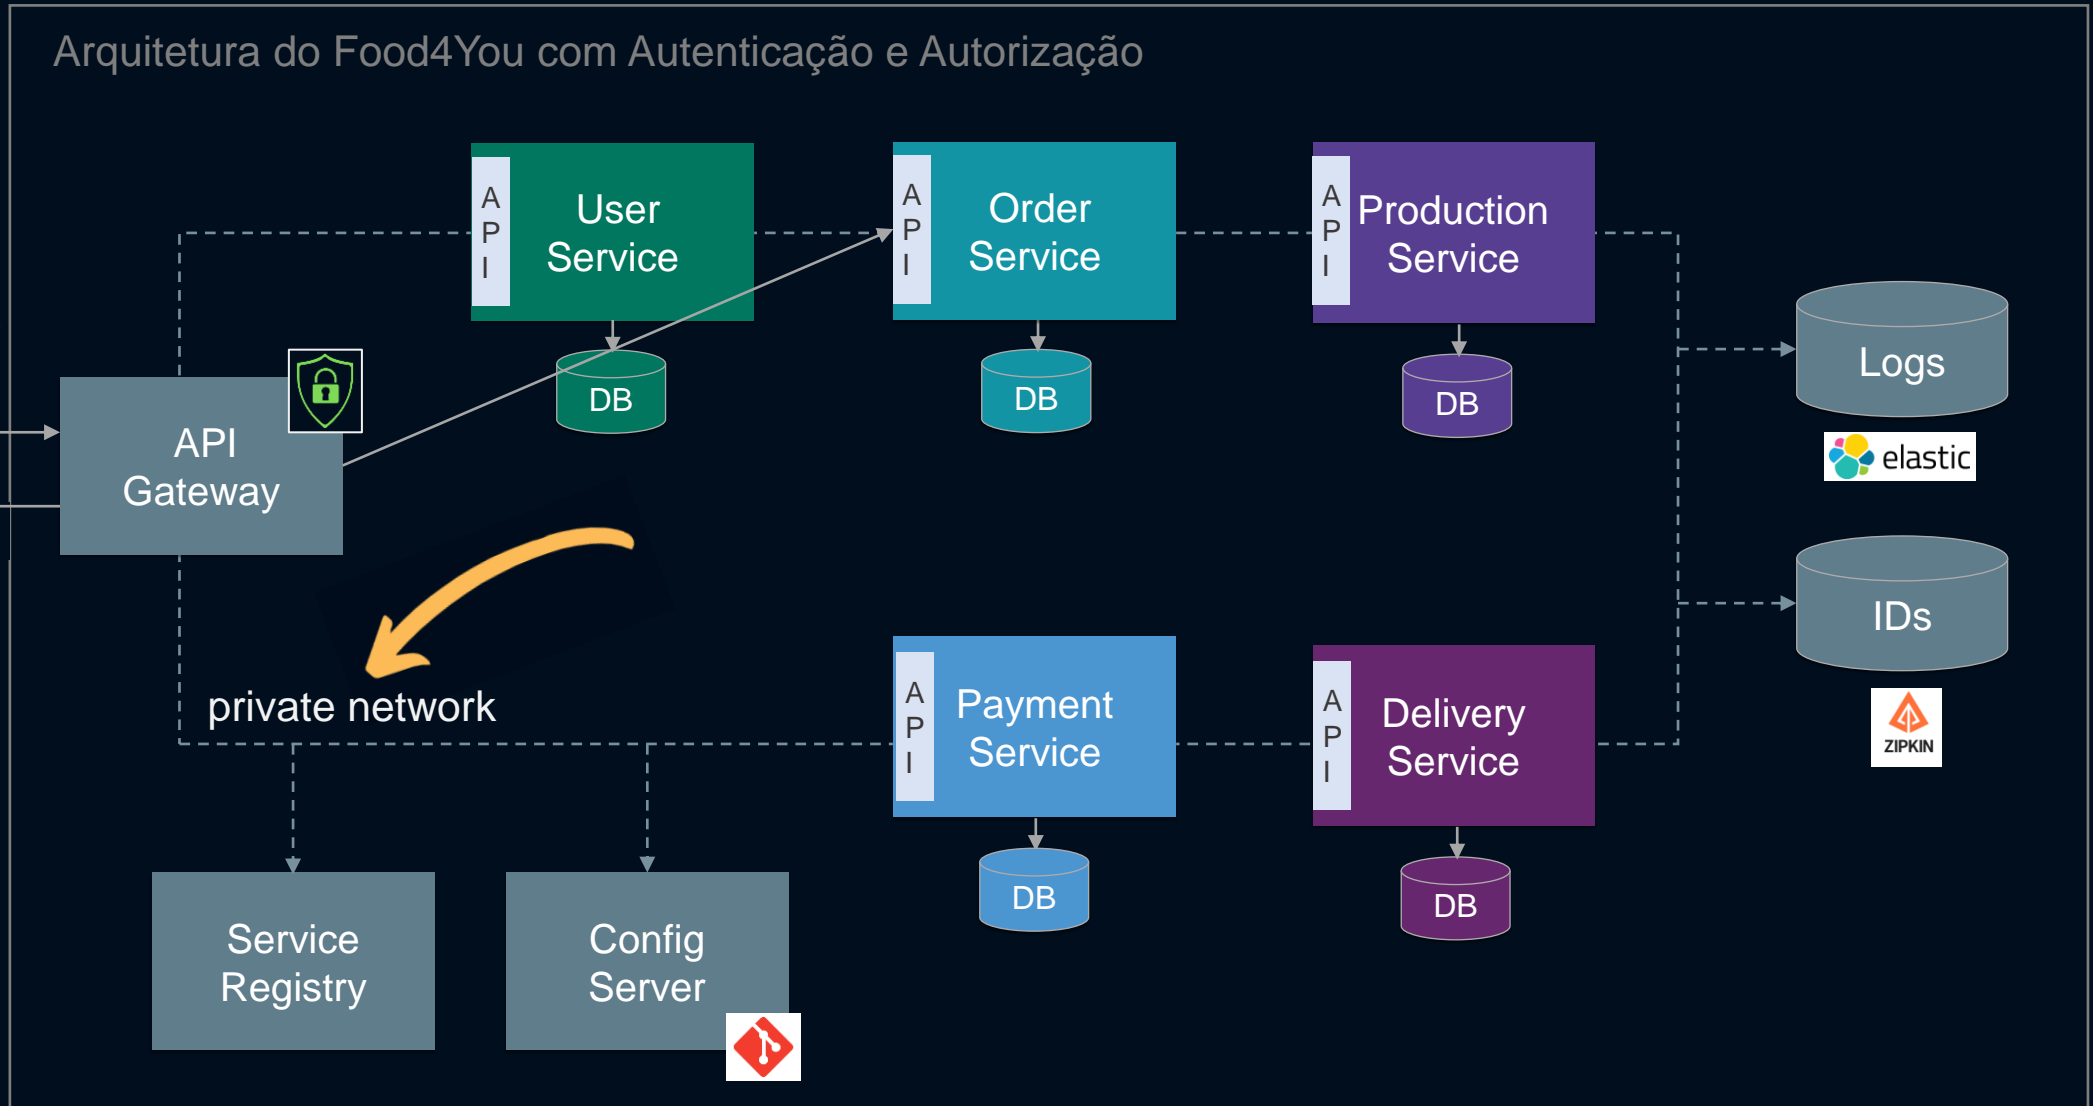 Arquitetura do Food4You com Autenticação e Autorização
A
P
I
User
Service
DB
A
P
I
Order
Service
DB
A
P
I
Production
Service
DB
Logs
elastic
API
Gateway
IDs
ZIPKIN
private network
A
P
I
Payment
Service
DB
A
P
I
Delivery
Service
DB
Service
Registry
Config
Server